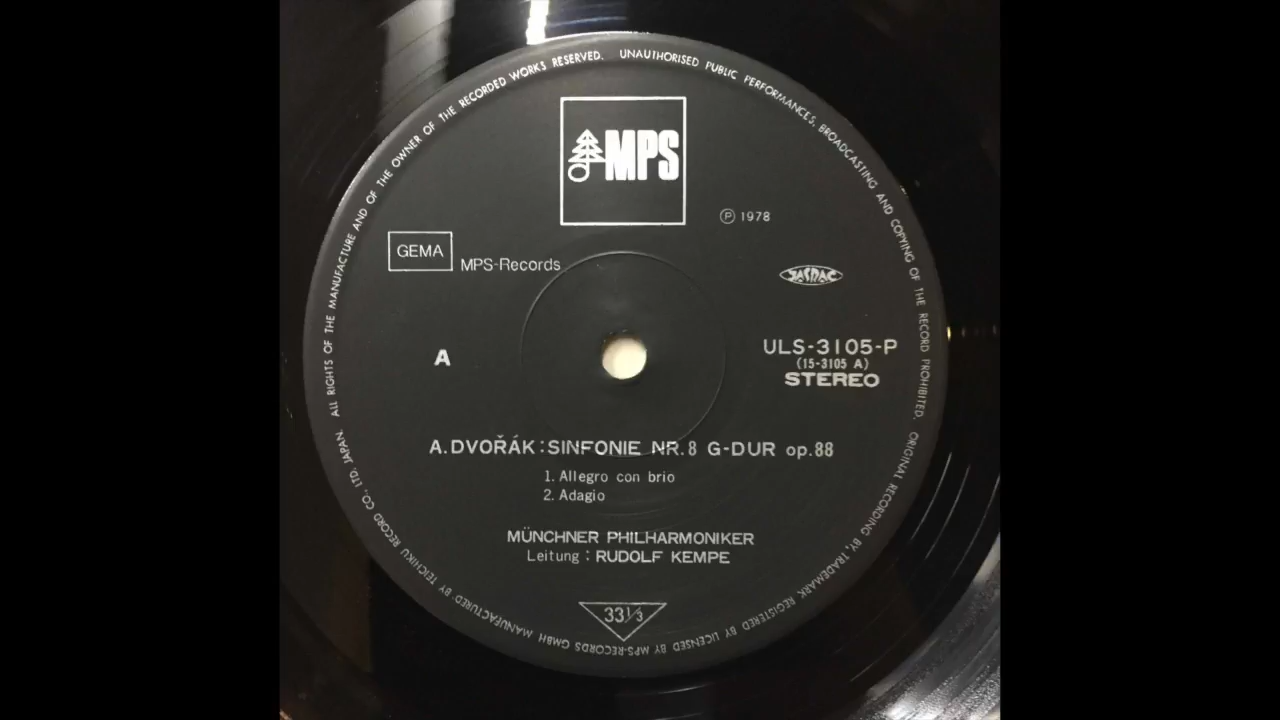 ALL RIGHTS OF THE MANUFACTURE AND OF THE OWNER OF THE RECORDED WORKS RESERVED. UNAUTHORISED PUBLIC PERFORMANCES, BROADCASTING AND COPYING OF THE RECORD PROHIBITED. ORIGINAL RECORDING BY, TRADEMARK REGISTERED BY LICENSED BY MPS-RECORDS GMBH MANUFACTURED BY TEICHIKU RECORD CO., LTD. JAPAN.
MPS
Ⓟ 1978
GEMA
MPS-Records
JASRAC
A
ULS-3105-P
(15-3105 A)
STEREO
A.DVOŘÁK:SINFONIE NR.8 G-DUR op.88
1. Allegro con brio
2. Adagio
MÜNCHNER PHILHARMONIKER
Leitung : RUDOLF KEMPE
33 1/3